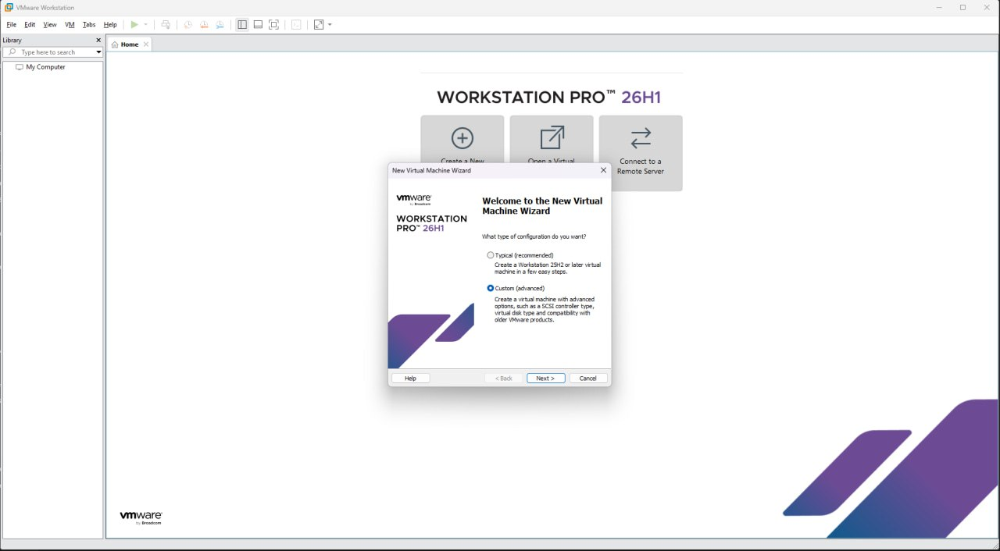 VMware Workstation
File Edit View VM Tabs Help
Library
Type here to search
My Computer
Home
WORKSTATION PRO™ 26H1
Create a New
Open a Virtual
Connect to a
Remote Server
New Virtual Machine Wizard
vmware
by Broadcom
WORKSTATION
PRO™ 26H1
Welcome to the New Virtual
Machine Wizard
What type of configuration do you want?
Typical (recommended)
Create a Workstation 25H2 or later virtual
machine in a few easy steps.
Custom (advanced)
Create a virtual machine with advanced
options, such as a SCSI controller type,
virtual disk type and compatibility with
older VMware products.
Help
< Back
Next >
Cancel
vmware
by Broadcom